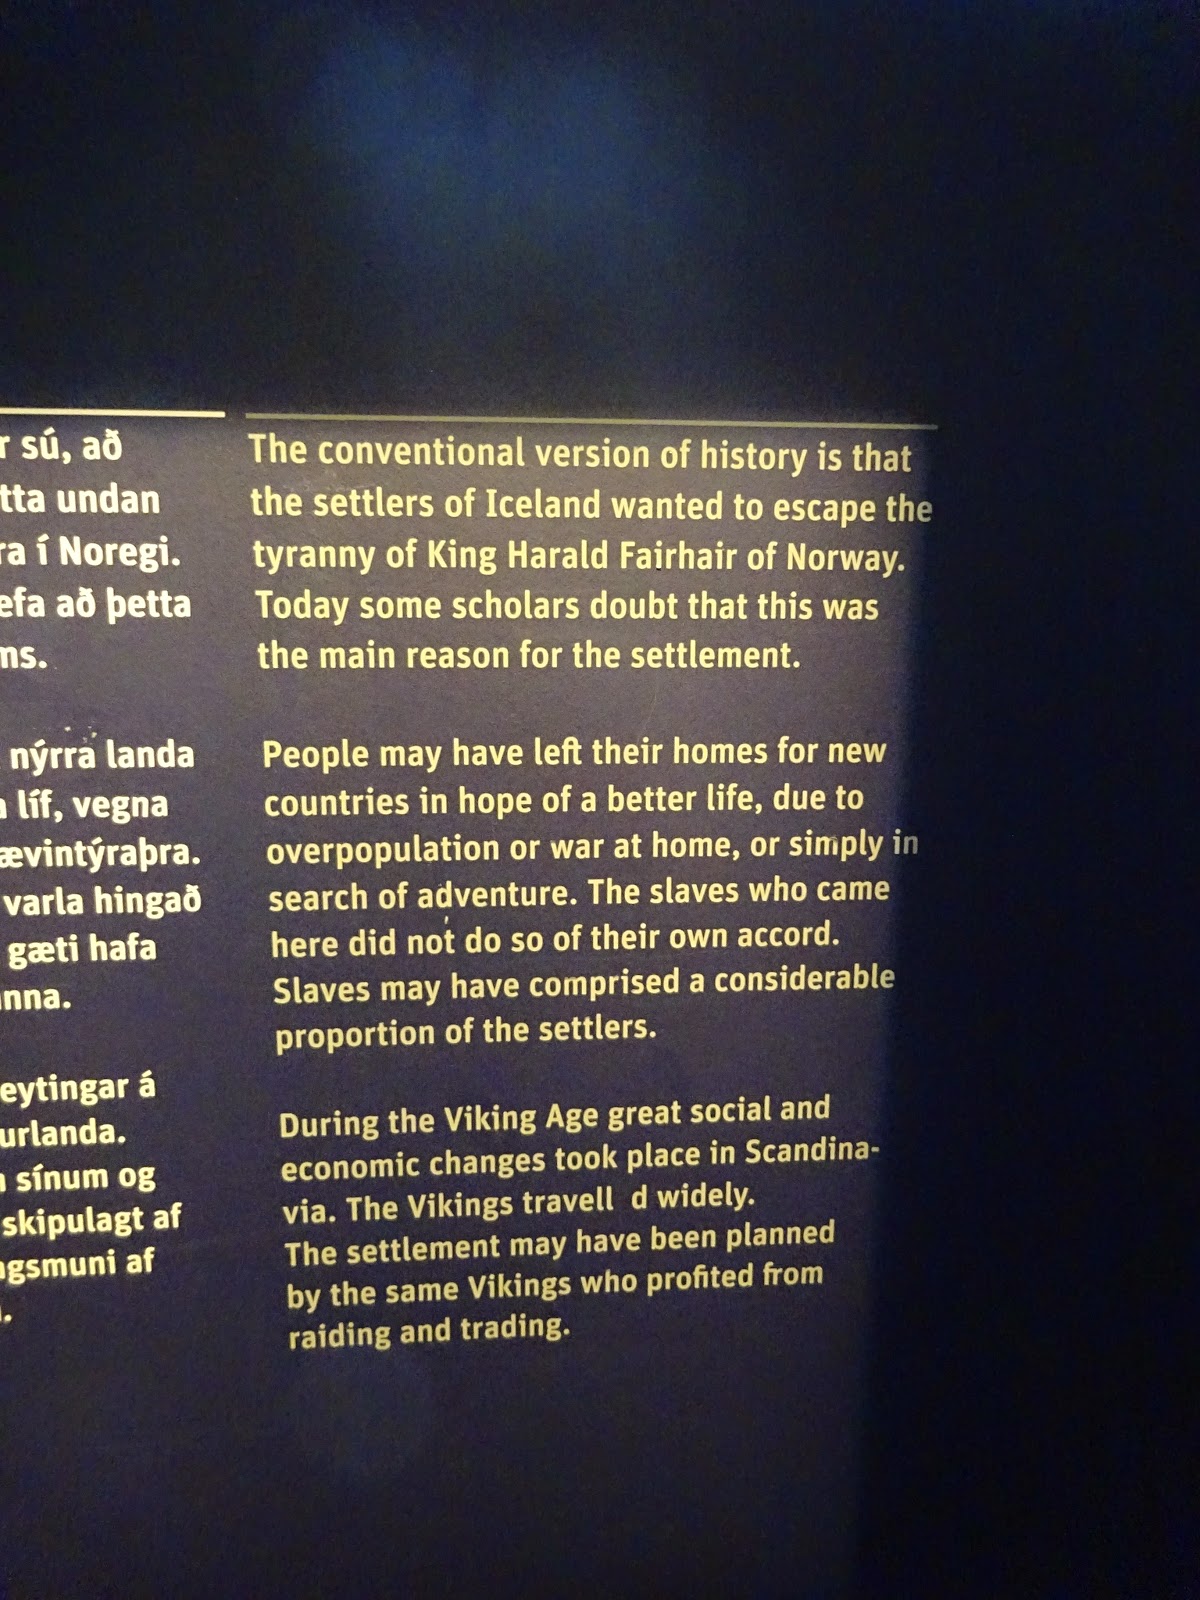 r sú, að
tta undan
ra í Noregi.
efa að þetta
ms.
nýrra landa
líf, vegna
ævintýraþra.
varla hingað
gæti hafa
nna.
eytingar á
urlanda.
sínum og
skipulagt af
gsmuni af
The conventional version of history is that
the settlers of Iceland wanted to escape the
tyranny of King Harald Fairhair of Norway.
Today some scholars doubt that this was
the main reason for the settlement.
People may have left their homes for new
countries in hope of a better life, due to
overpopulation or war at home, or simply in
search of adventure. The slaves who came
here did not do so of their own accord.
Slaves may have comprised a considerable
proportion of the settlers.
During the Viking Age great social and
economic changes took place in Scandina-
via. The Vikings travell d widely.
The settlement may have been planned
by the same Vikings who profited from
raiding and trading.